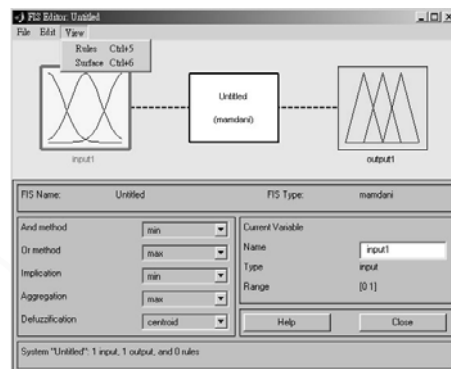 FIS Editor: Untitled
File Edit View
Rules Ctrl+5
Surface Ctrl+6
Untitled
(mamdani)
input1
output1
FIS Name: Untitled FIS Type: mamdani
And method min
Or method max
Implication min
Aggregation max
Defuzzification centroid
Current Variable
Name input1
Type input
Range [0 1]
Help Close
System "Untitled": 1 input, 1 output, and 0 rules